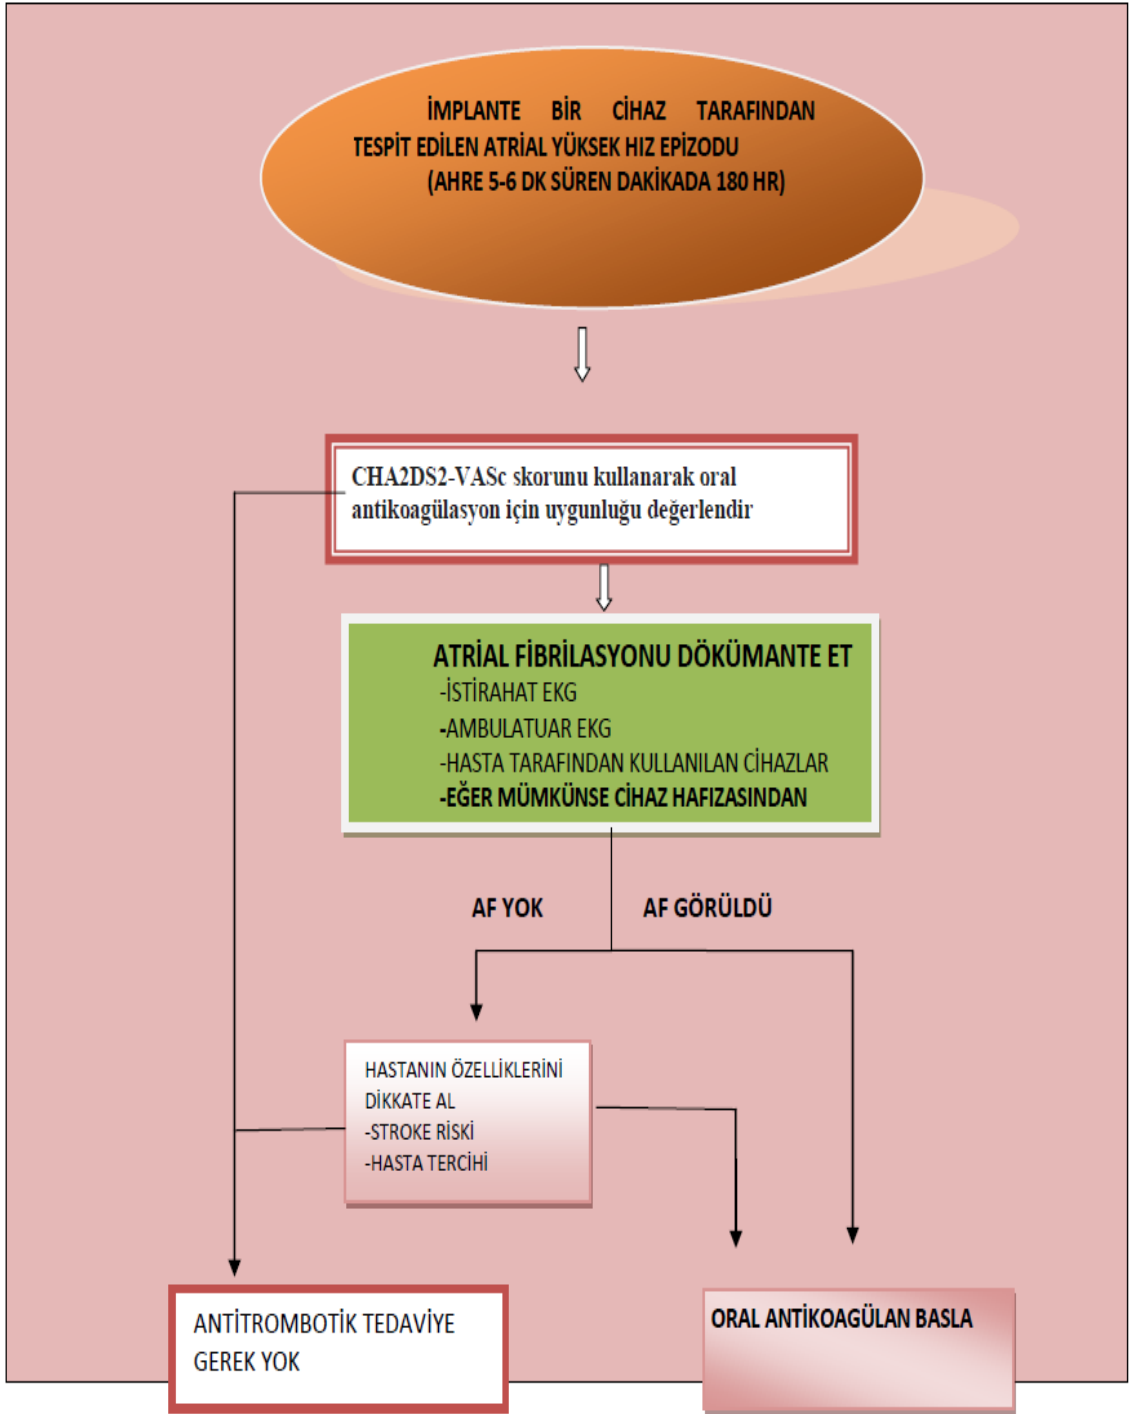 İMPLANTE BİR CİHAZ TARAFINDAN
TESPİT EDİLEN ATRİAL YÜKSEK HIZ EPİZODU
(AHRE 5-6 DK SÜREN DAKİKADA 180 HR)
CHA2DS2-VASc skorunu kullanarak oral
antikoagülasyon için uygunluğu değerlendir
ATRİAL FİBRİLASYONU DÖKÜMANTE ET
-İSTİRAHAT EKG
-AMBULATUAR EKG
-HASTA TARAFINDAN KULLANILAN CİHAZLAR
-EĞER MÜMKÜNSE CİHAZ HAFIZASINDAN
AF YOK
AF GÖRÜLDÜ
HASTANIN ÖZELLİKLERİNİ
DİKKATE AL
-STROKE RİSKİ
-HASTA TERCİHİ
ANTİTROMBOTİK TEDAVİYE
GEREK YOK
ORAL ANTİKOAGÜLAN BASLA